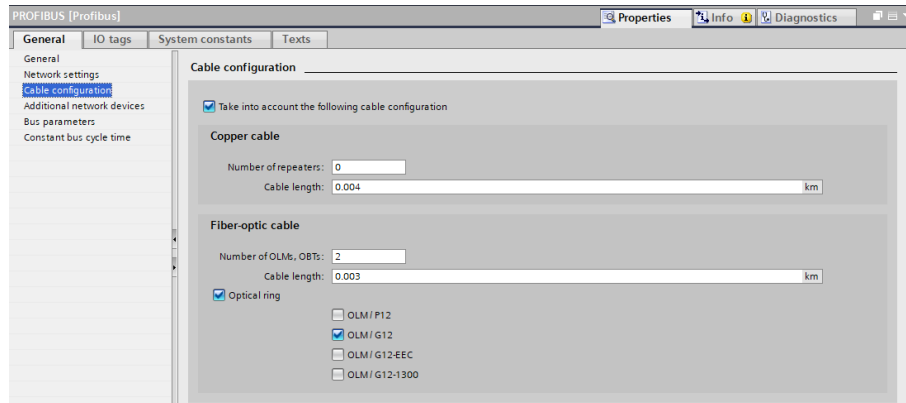 PROFIBUS [Profibus]
Properties
Info
Diagnostics
General
IO tags
System constants
Texts
General
Network settings
Cable configuration
Additional network devices
Bus parameters
Constant bus cycle time
Cable configuration
Take into account the following cable configuration
Copper cable
Number of repeaters: 0
Cable length: 0.004 km
Fiber-optic cable
Number of OLMs, OBTs: 2
Cable length: 0.003 km
Optical ring
OLM / P12
OLM / G12
OLM / G12-EEC
OLM / G12-1300